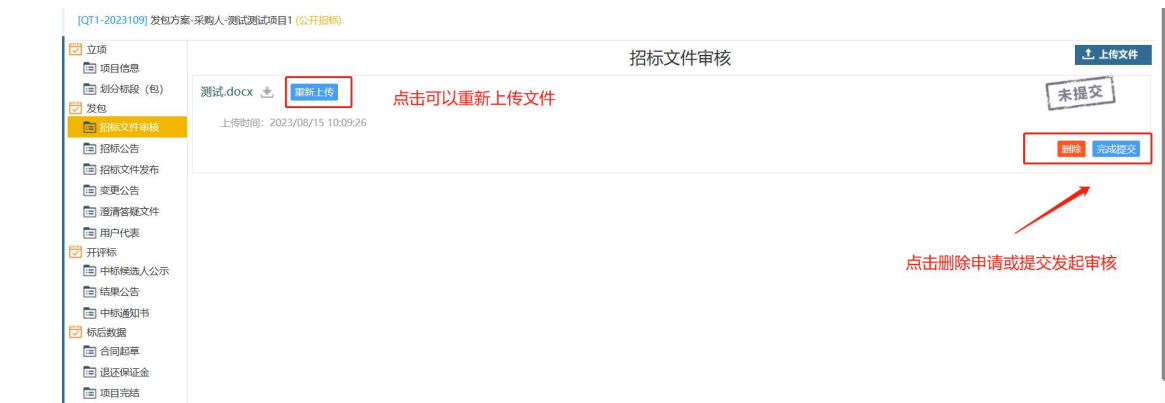 [QT1-2023109] 发包方案-采购人-测试测试项目1 (公开招标)
立项
项目信息
划分标段（包）
发包
招标文件审核
招标公告
招标文件发布
变更公告
澄清答疑文件
用户代表
开评标
中标候选人公示
结果公告
中标通知书
标后数据
合同起草
退还保证金
项目完结
招标文件审核
上传文件
测试.docx 重新上传
点击可以重新上传文件
未提交
上传时间：2023/08/15 10:09:26
删除 完成提交
点击删除申请或提交发起审核